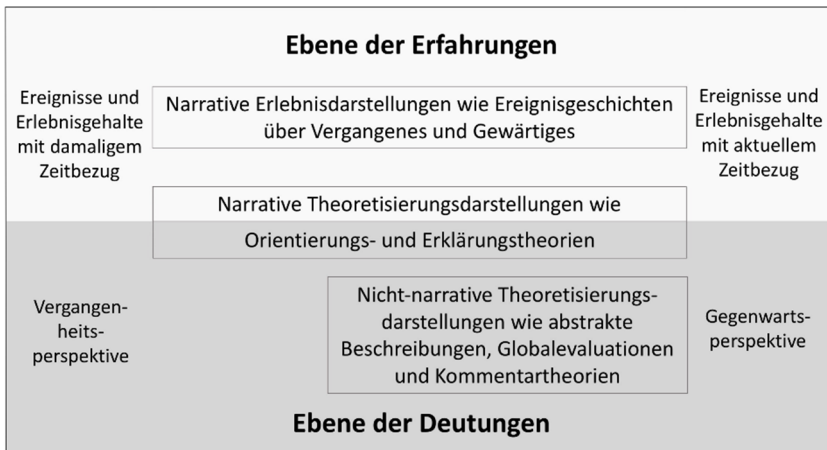 Ebene der Erfahrungen
Ereignisse und
Erlebnisgehalte
mit damaligem
Zeitbezug
Narrative Erlebnisdarstellungen wie Ereignisgeschichten
über Vergangenes und Gewärtiges
Ereignisse und
Erlebnisgehalte
mit aktuellem
Zeitbezug
Narrative Theoretisierungsdarstellungen wie
Orientierungs- und Erklärungstheorien
Vergangen-
heits-
perspektive
Nicht-narrative Theoretisierungs-
darstellungen wie abstrakte
Beschreibungen, Globalevaluationen
und Kommentartheorien
Gegenwarts-
perspektive
Ebene der Deutungen